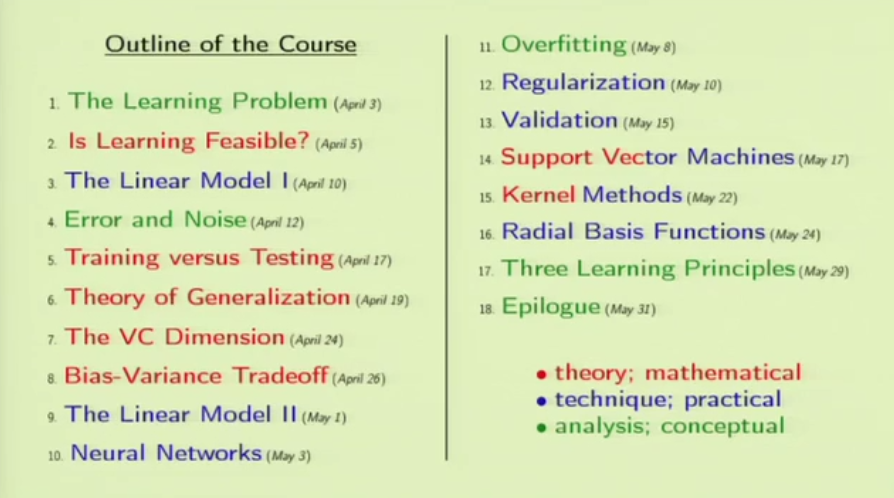 Outline of the Course
1. The Learning Problem (April 3)
2. Is Learning Feasible? (April 5)
3. The Linear Model I (April 10)
4. Error and Noise (April 12)
5. Training versus Testing (April 17)
6. Theory of Generalization (April 19)
7. The VC Dimension (April 24)
8. Bias-Variance Tradeoff (April 26)
9. The Linear Model II (May 1)
10. Neural Networks (May 3)
11. Overfitting (May 8)
12. Regularization (May 10)
13. Validation (May 15)
14. Support Vector Machines (May 17)
15. Kernel Methods (May 22)
16. Radial Basis Functions (May 24)
17. Three Learning Principles (May 29)
18. Epilogue (May 31)
• theory; mathematical
• technique; practical
• analysis; conceptual